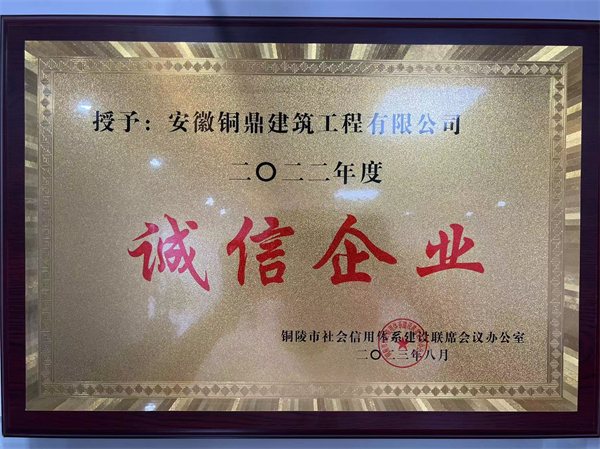 授予：安徽铜鼎建筑工程有限公司
二〇二二年度
诚信企业
铜陵市社会信用体系建设联席会议办公室
二〇二三年八月